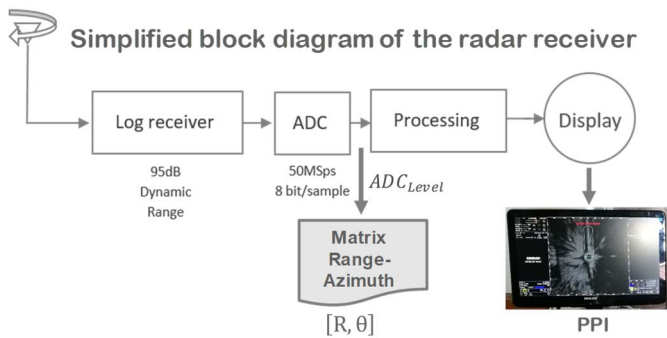 Simplified block diagram of the radar receiver
Log receiver
ADC
Processing
Display
95dB
Dynamic
Range
50MSps
8 bit/sample
ADC_Level
Matrix
Range-
Azimuth
[R, θ]
PPI